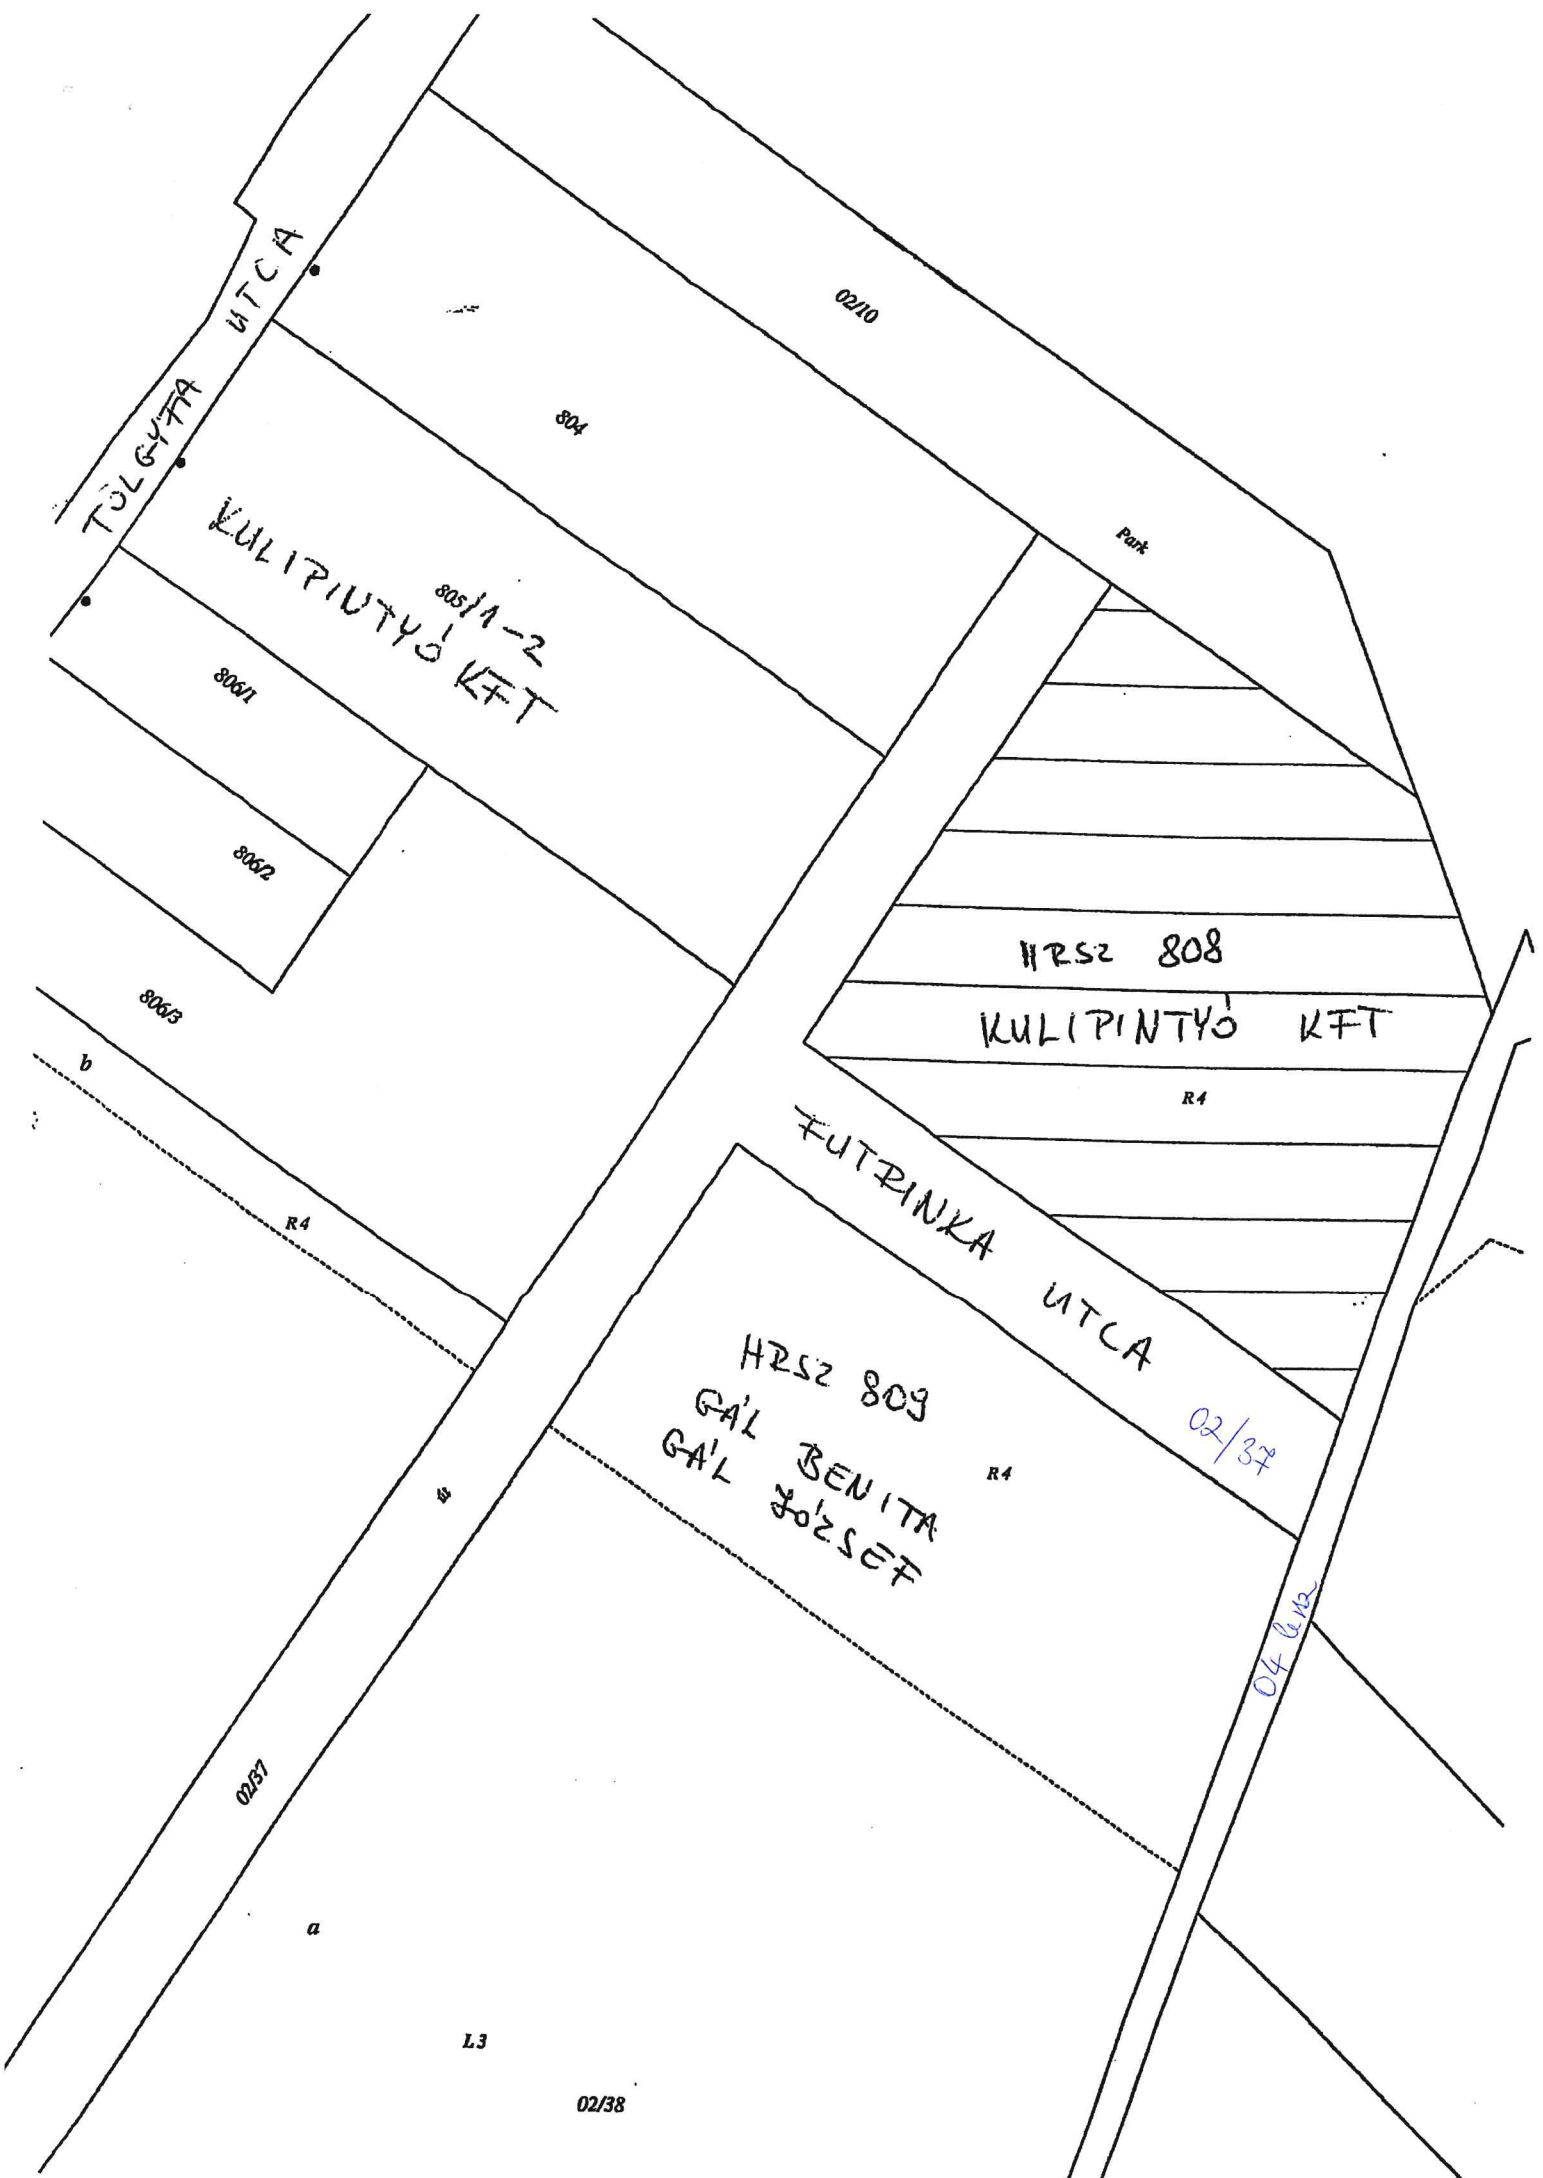 02/10
TÖLGYFA UTCA
804
Park
KULIPINTYÓ KFT
805/1-2
806/1
806/2
HRSZ 808
KULIPINTYÓ KFT
R4
806/3
b
R4
FUTRINKA UTCA
02/37
HRSZ 809
GÁL BENITA
GÁL JÓZSEF
R4
út
04
02/37
a
L3
02/38